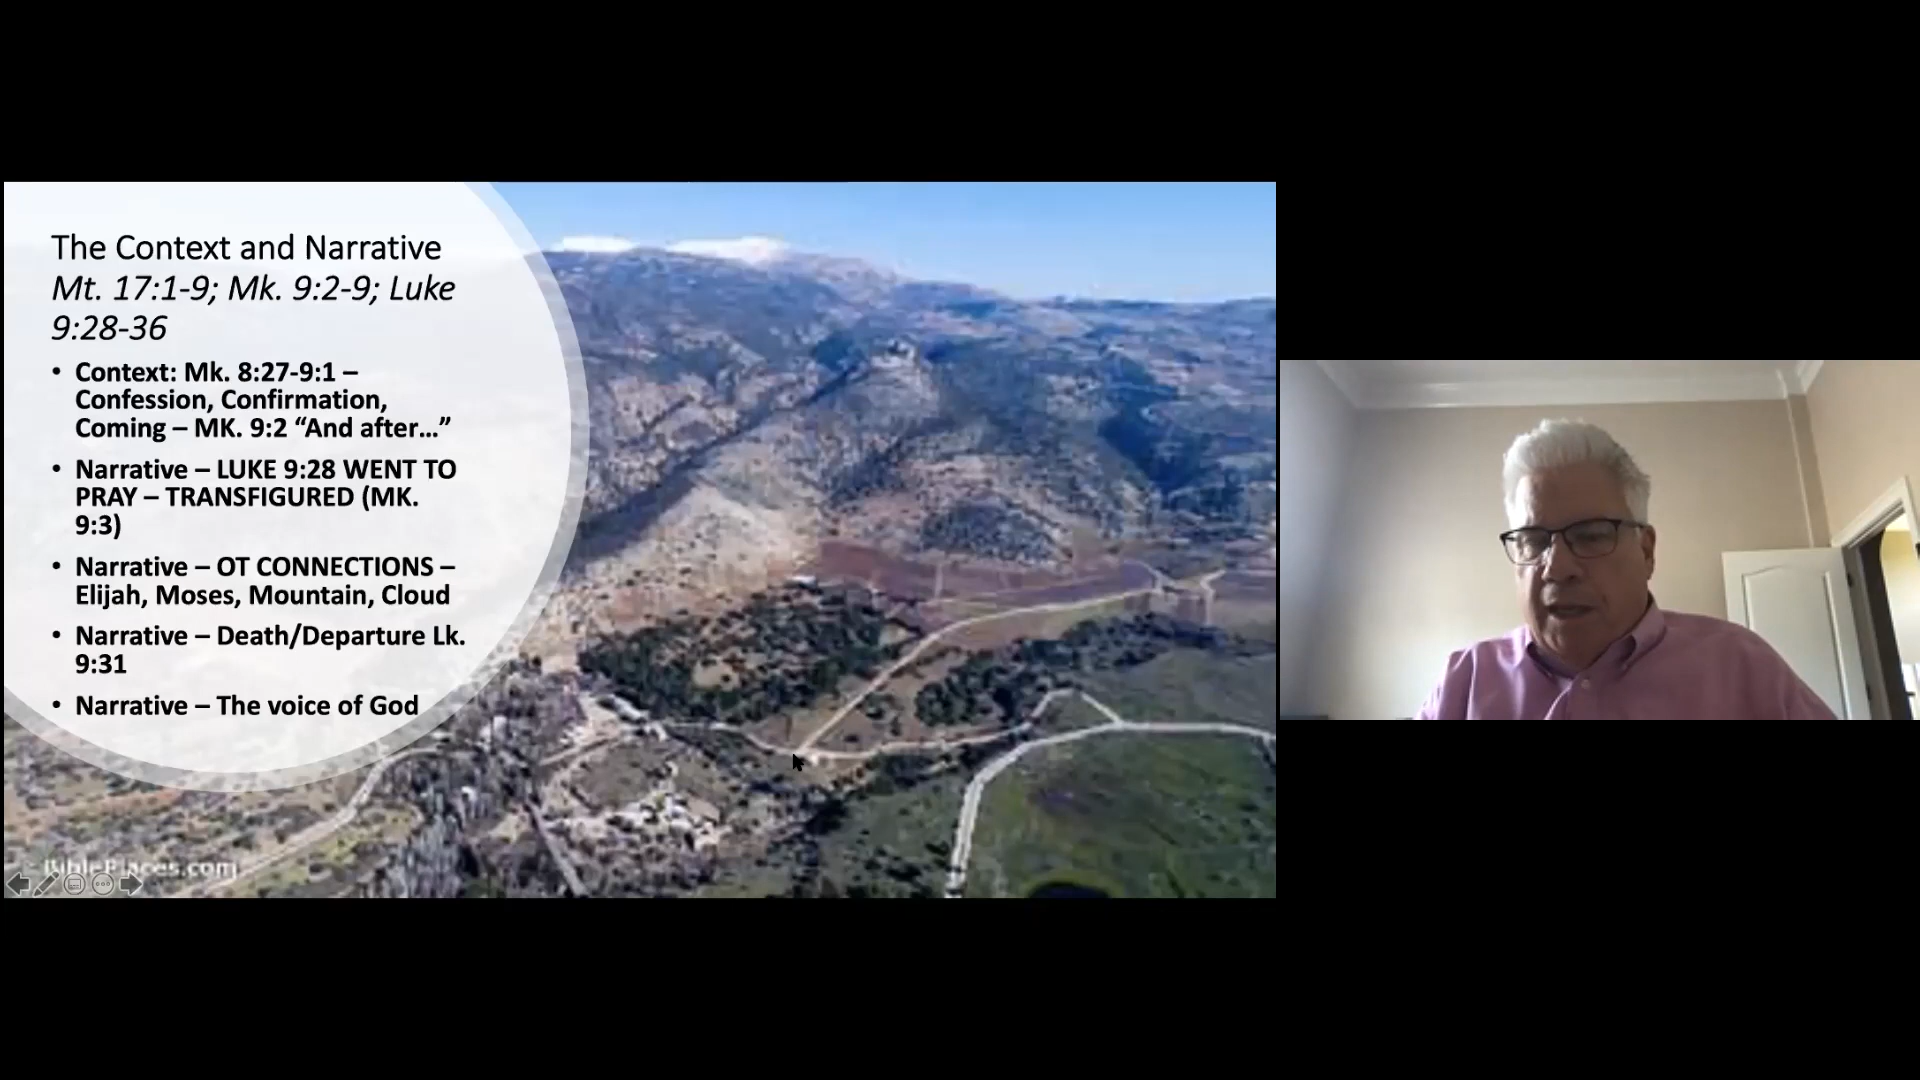 The Context and Narrative
Mt. 17:1-9; Mk. 9:2-9; Luke
9:28-36
• Context: Mk. 8:27-9:1 –
Confession, Confirmation,
Coming – MK. 9:2 “And after…”
• Narrative – LUKE 9:28 WENT TO
PRAY – TRANSFIGURED (MK.
9:3)
• Narrative – OT CONNECTIONS –
Elijah, Moses, Mountain, Cloud
• Narrative – Death/Departure Lk.
9:31
• Narrative – The voice of God
BiblePlaces.com